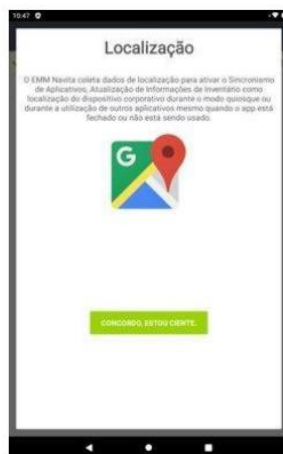 10:47
Localização
O EMM Navita coleta dados de localização para ativar o Sincronismo
de Aplicativos, Atualização de Informações de Inventário como
localização do dispositivo corporativo durante o modo quiosque ou
durante a utilização de outros aplicativos mesmo quando o app está
fechado ou não está sendo usado.
G
CONCORDO, ESTOU CIENTE.